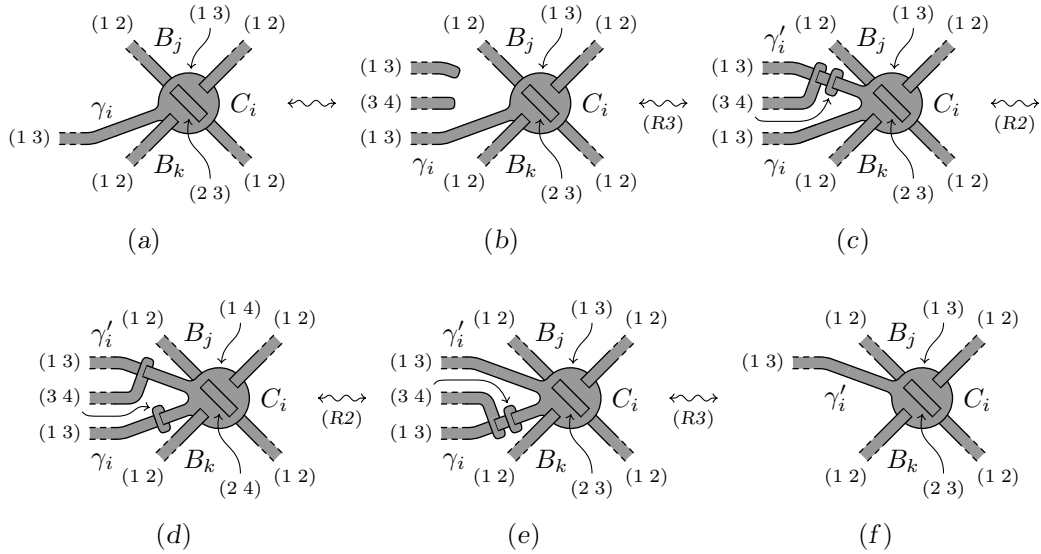 (1 2) (1 3) (1 2)
B_j
γ_i C_i
(1 3)
B_k
(1 2) (2 3) (1 2)
(a)
(1 2) (1 3) (1 2)
B_j
(1 3)
(3 4) C_i
(1 3)
γ_i B_k
(1 2) (2 3) (1 2)
(b)
(R3)
γ'_i (1 2) (1 3) (1 2)
B_j
(1 3)
(3 4) C_i
(1 3)
γ_i B_k
(1 2) (2 3) (1 2)
(c)
(R2)
γ'_i (1 2) (1 4) (1 2)
B_j
(1 3)
(3 4) C_i
(1 3)
γ_i B_k
(1 2) (2 4) (1 2)
(d)
(R2)
γ'_i (1 2) (1 3) (1 2)
B_j
(1 3)
(3 4) C_i
(1 3)
γ_i B_k
(1 2) (2 3) (1 2)
(e)
(R3)
(1 2) (1 3) (1 2)
B_j
(1 3)
γ'_i C_i
B_k
(1 2) (2 3) (1 2)
(f)